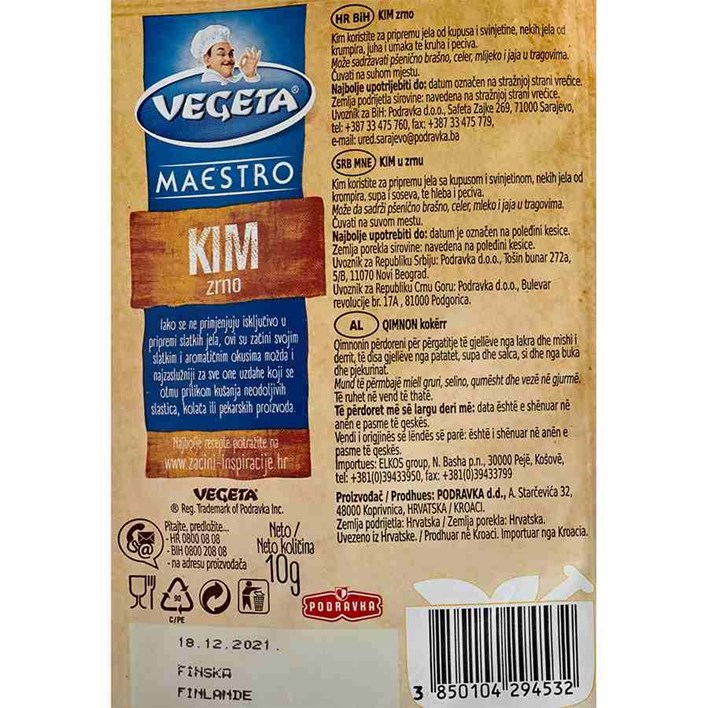 VEGETA®
MAESTRO
KIM
zrno
Iako se ne primjenjuju isključivo u
pripremi slatkih jela, ovi su začini svojim
slatkim i aromatičnim okusima možda i
najzaslužniji za sve one uzdahe koji se
otmu prilikom kušanja neodoljivih
slastica, kolača ili pekarskih proizvoda.
Najbolje recepte potražite na
www.zacini-inspiracije.hr
VEGETA®
® Reg. Trademark of Podravka Inc.
Pitajte, predložite...
- HR 0800 08 08
- BIH 0800 208 08
- na adresu proizvođača
Neto /
Neto količina
10g
90
C/PE
PODRAVKA
18.12.2021.
FINSKA
FINLANDE
HR BiH KIM zrno
Kim koristite za pripremu jela od kupusa i svinjetine, nekih jela od
krumpira, juha i umaka te kruha i peciva.
Može sadržavati pšenično brašno, celer, mlijeko i jaja u tragovima.
Čuvati na suhom mjestu.
Najbolje upotrijebiti do: datum označen na stražnjoj strani vrećice.
Zemlja podrijetla sirovine: navedena na poleđini strani vrećice.
Uvoznik za BiH: Podravka d.o.o., Safeta Zajke 269, 71000 Sarajevo,
tel: +387 33 475 760, fax: +387 33 475 779,
e-mail: ured.sarajevo@podravka.ba
SRB MNE KIM u zrnu
Kim koristite za pripremu jela sa kupusom i svinjetinom, nekih jela od
krompira, supa i soseva, te hleba i peciva.
Može da sadrži pšenično brašno, celer, mleko i jaja u tragovima.
Čuvati na suvom mestu.
Najbolje upotrebiti do: datum je označen na poleđini kesice.
Zemlja porekla sirovine: navedena na poleđini kesice.
Uvoznik za Republiku Srbiju: Podravka d.o.o., Tošin bunar 272a,
5/B, 11070 Novi Beograd.
Uvoznik za Republiku Crnu Goru: Podravka d.o.o., Bulevar
revolucije br. 17A , 81000 Podgorica.
AL QIMNON kokërr
Qimnonin përdoreni për përgatitje të gjellëve nga lakra dhe mishi i
derrit, të disa gjellëve nga patatet, supa dhe salca, si dhe nga buka
dhe pjekurinat.
Mund të përmbajë miell gruri, selino, qumësht dhe vezë në gjurmë.
Të ruhet në vend të thatë.
Të përdoret më së largu deri më: data është e shënuar në
anën e pasme të qeskës.
Vendi i origjinës së lëndës së parë: është i shënuar në anën e
pasme të qeskës.
Importues: ELKOS group, N. Basha p.n., 30000 Pejë, Kosovë,
tel: +381(0)39433950, fax: +381(0)39433799
Proizvođač / Prodhues: PODRAVKA d.d., A. Starčevića 32,
48000 Koprivnica, HRVATSKA / KROACI.
Zemlja podrijetla: Hrvatska / Zemlja porekla: Hrvatska.
Uvezeno iz Hrvatske. / Prodhuar në Kroaci. Importuar nga Kroacia.
3 850104 294532